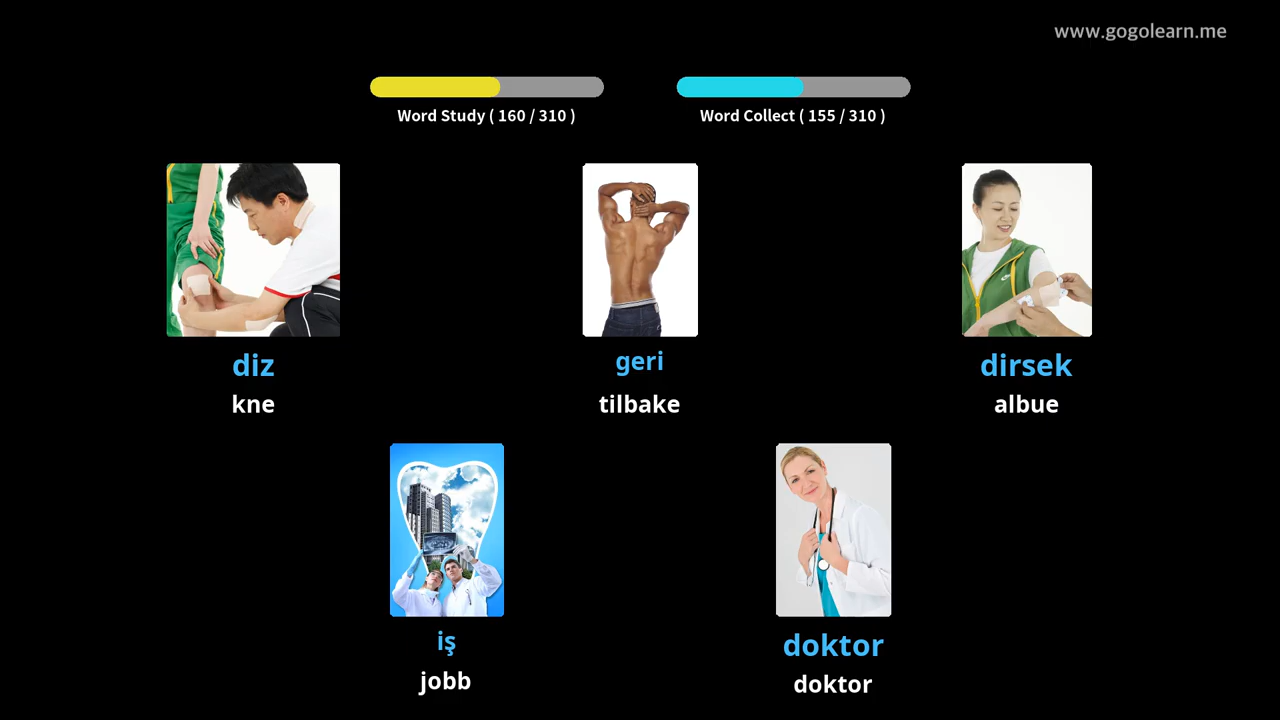 www.gogolearn.me
Word Study ( 160 / 310 )
Word Collect ( 155 / 310 )
diz
kne
geri
tilbake
dirsek
albue
iş
jobb
doktor
doktor